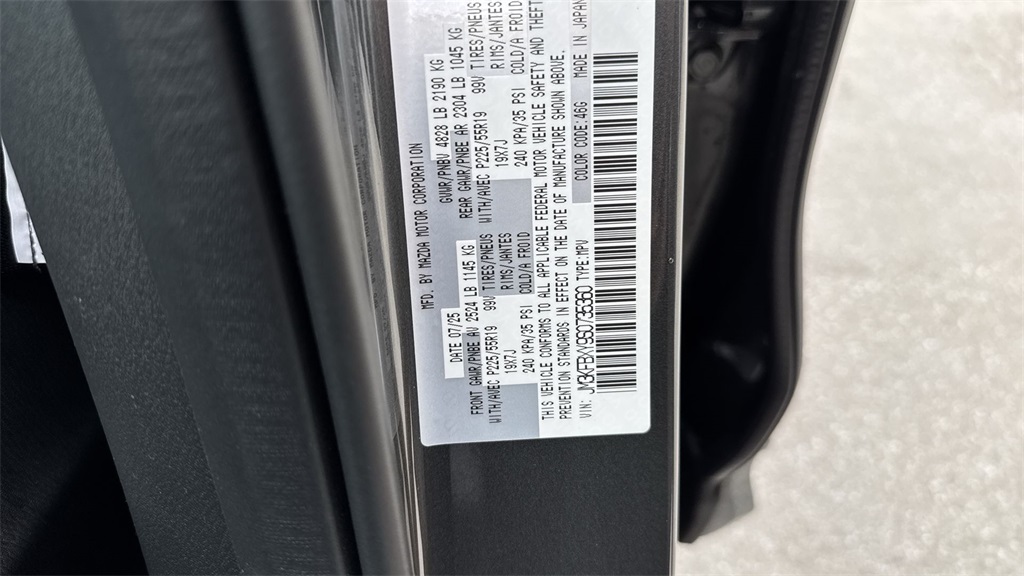 MFD. BY MAZDA MOTOR CORPORATION
DATE 07/25 GVWR/PNBV 4828 LB 2190 KG
FRONT GAWR/PNBE AV 2524 LB 1145 KG REAR GAWR/PNBE AR 2304 LB 1045 KG
WITH/AVEC P225/55R19 99V TIRES/PNEUS WITH/AVEC P225/55R19 99V TIRES/PNEUS
19X7J RIMS/JANTES 19X7J RIMS/JANTES
240 KPA/35 PSI COLD/A FROID 240 KPA/35 PSI COLD/A FROID
THIS VEHICLE CONFORMS TO ALL APPLICABLE FEDERAL MOTOR VEHICLE SAFETY AND THEFT
PREVENTION STANDARDS IN EFFECT ON THE DATE OF MANUFACTURE SHOWN ABOVE.
VIN: TYPE:MPV COLOR CODE:46G MADE IN JAPAN